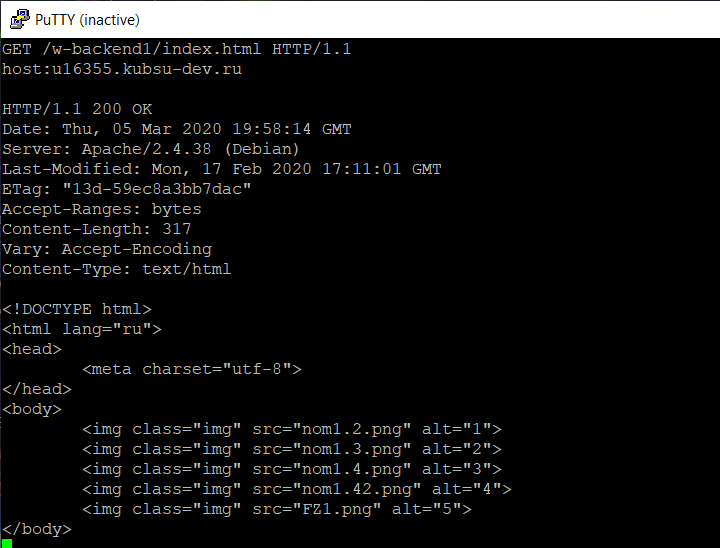 PuTTY (inactive)
GET /w-backend1/index.html HTTP/1.1
host:u16355.kubsu-dev.ru

HTTP/1.1 200 OK
Date: Thu, 05 Mar 2020 19:58:14 GMT
Server: Apache/2.4.38 (Debian)
Last-Modified: Mon, 17 Feb 2020 17:11:01 GMT
ETag: "13d-59ec8a3bb7dac"
Accept-Ranges: bytes
Content-Length: 317
Vary: Accept-Encoding
Content-Type: text/html

<!DOCTYPE html>
<html lang="ru">
<head>
        <meta charset="utf-8">
</head>
<body>
        <img class="img" src="nom1.2.png" alt="1">
        <img class="img" src="nom1.3.png" alt="2">
        <img class="img" src="nom1.4.png" alt="3">
        <img class="img" src="nom1.42.png" alt="4">
        <img class="img" src="FZ1.png" alt="5">
</body>